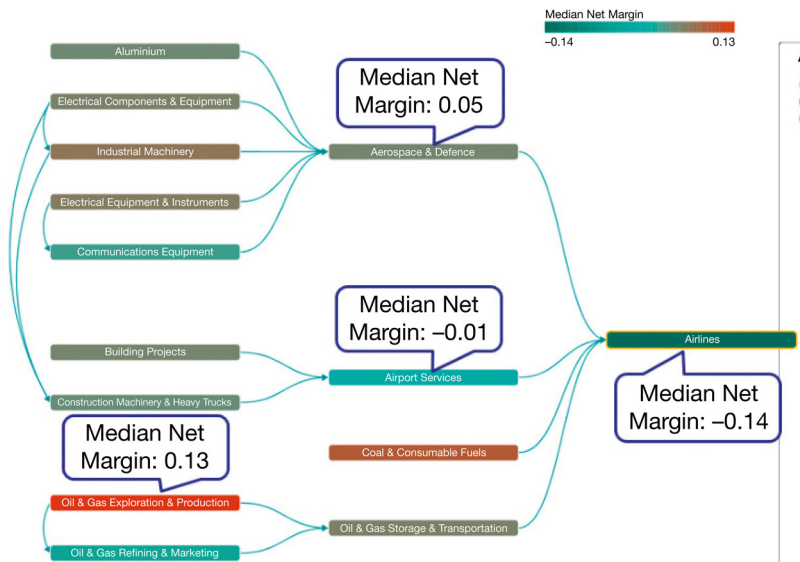 Median Net Margin
–0.14
0.13
Aluminium
Electrical Components & Equipment
Industrial Machinery
Electrical Equipment & Instruments
Communications Equipment
Median Net
Margin: 0.05
Aerospace & Defence
Building Projects
Construction Machinery & Heavy Trucks
Median Net
Margin: –0.01
Airport Services
Airlines
Median Net
Margin: –0.14
Median Net
Margin: 0.13
Coal & Consumable Fuels
Oil & Gas Exploration & Production
Oil & Gas Storage & Transportation
Oil & Gas Refining & Marketing